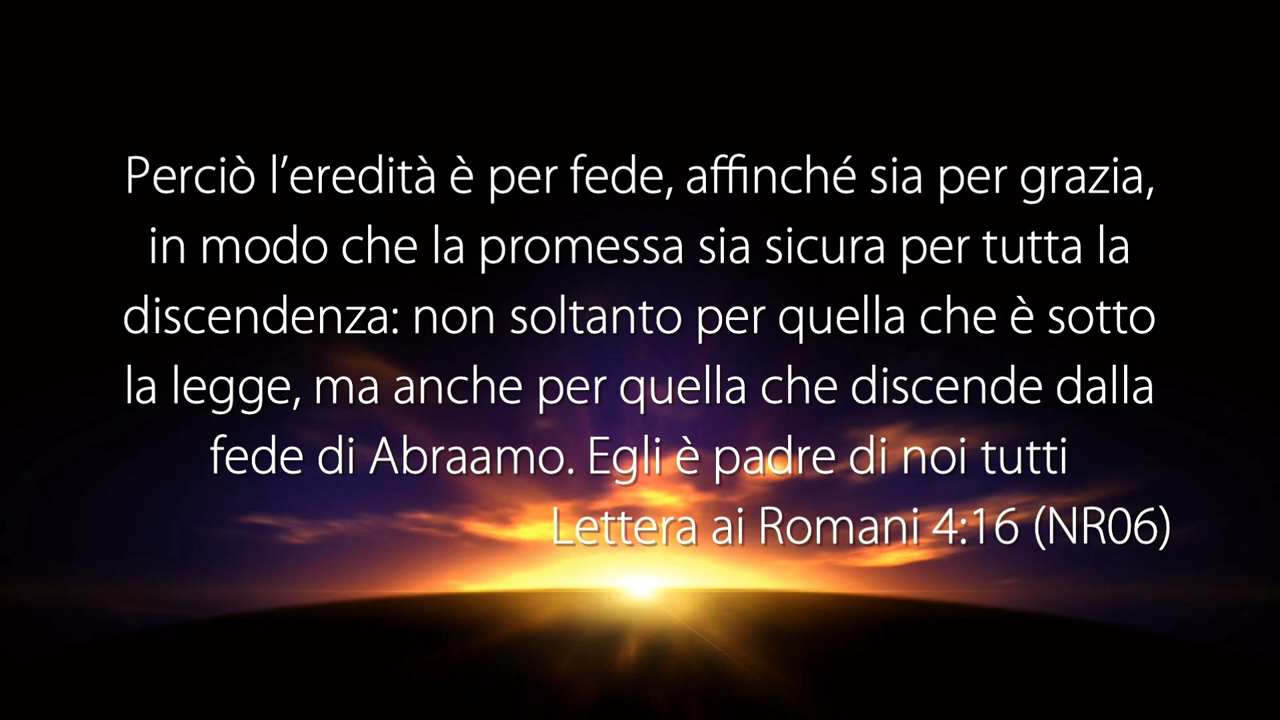 Perciò l’eredità è per fede, affinché sia per grazia,
in modo che la promessa sia sicura per tutta la
discendenza: non soltanto per quella che è sotto
la legge, ma anche per quella che discende dalla
fede di Abraamo. Egli è padre di noi tutti
Lettera ai Romani 4:16 (NR06)